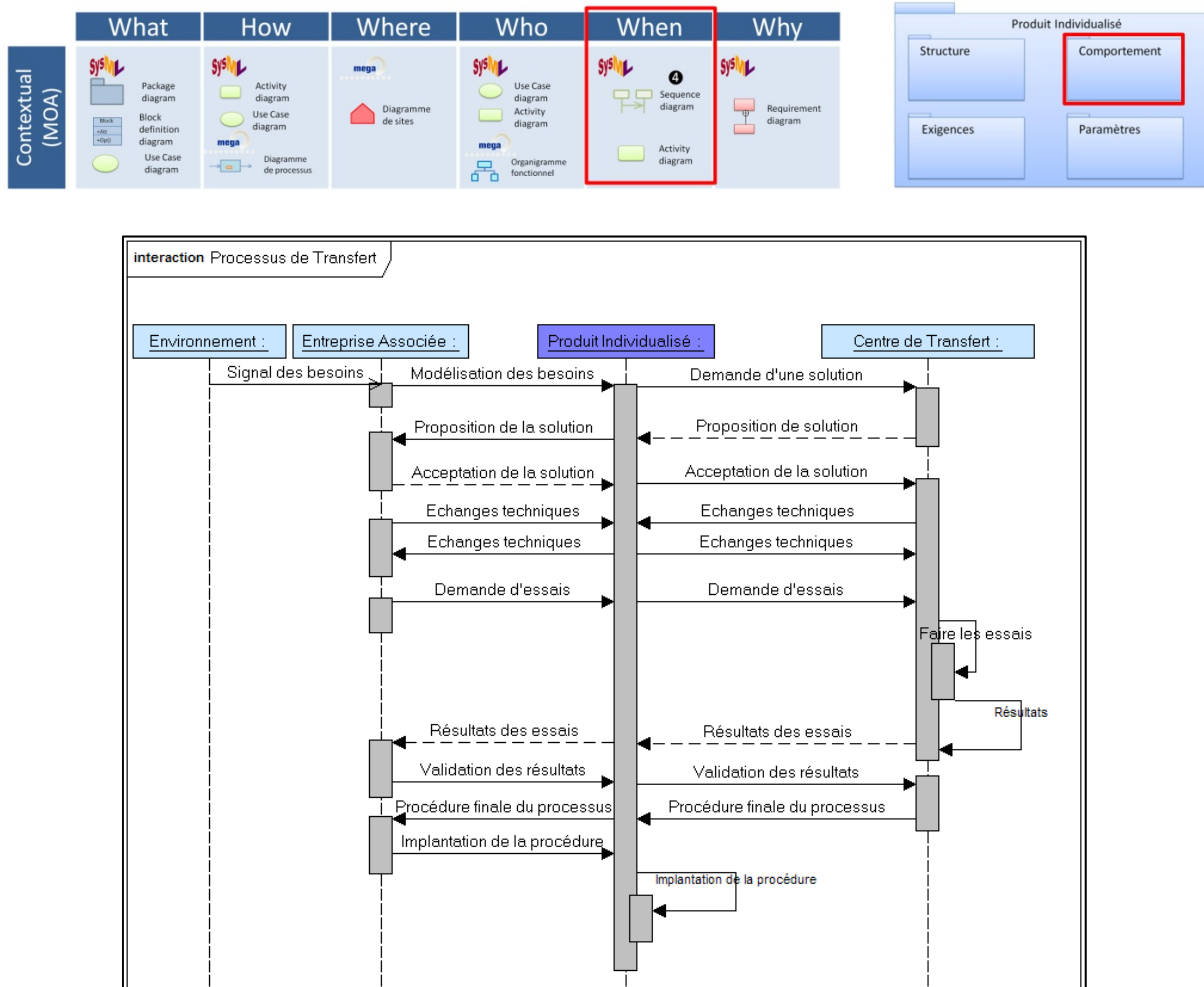 What How Where Who When Why
Contextual
(MOA)
SysML
Package
diagram
Block
+Att
+Op()
Block
definition
diagram
Use Case
diagram
SysML
Activity
diagram
Use Case
diagram
mega
Diagramme
de processus
mega
Diagramme
de sites
SysML
Use Case
diagram
Activity
diagram
mega
Organigramme
fonctionnel
SysML
4
Sequence
diagram
Activity
diagram
SysML
Requirement
diagram
Produit Individualisé
Structure
Comportement
Exigences
Paramètres
interaction Processus de Transfert
Environnement : Entreprise Associée : Produit Individualisé : Centre de Transfert :
Signal des besoins Modélisation des besoins Demande d'une solution
Proposition de la solution Proposition de solution
Acceptation de la solution Acceptation de la solution
Echanges techniques Echanges techniques
Echanges techniques Echanges techniques
Demande d'essais Demande d'essais
Faire les essais
Résultats
Résultats des essais Résultats des essais
Validation des résultats Validation des résultats
Procédure finale du processus Procédure finale du processus
Implantation de la procédure
Implantation de la procédure